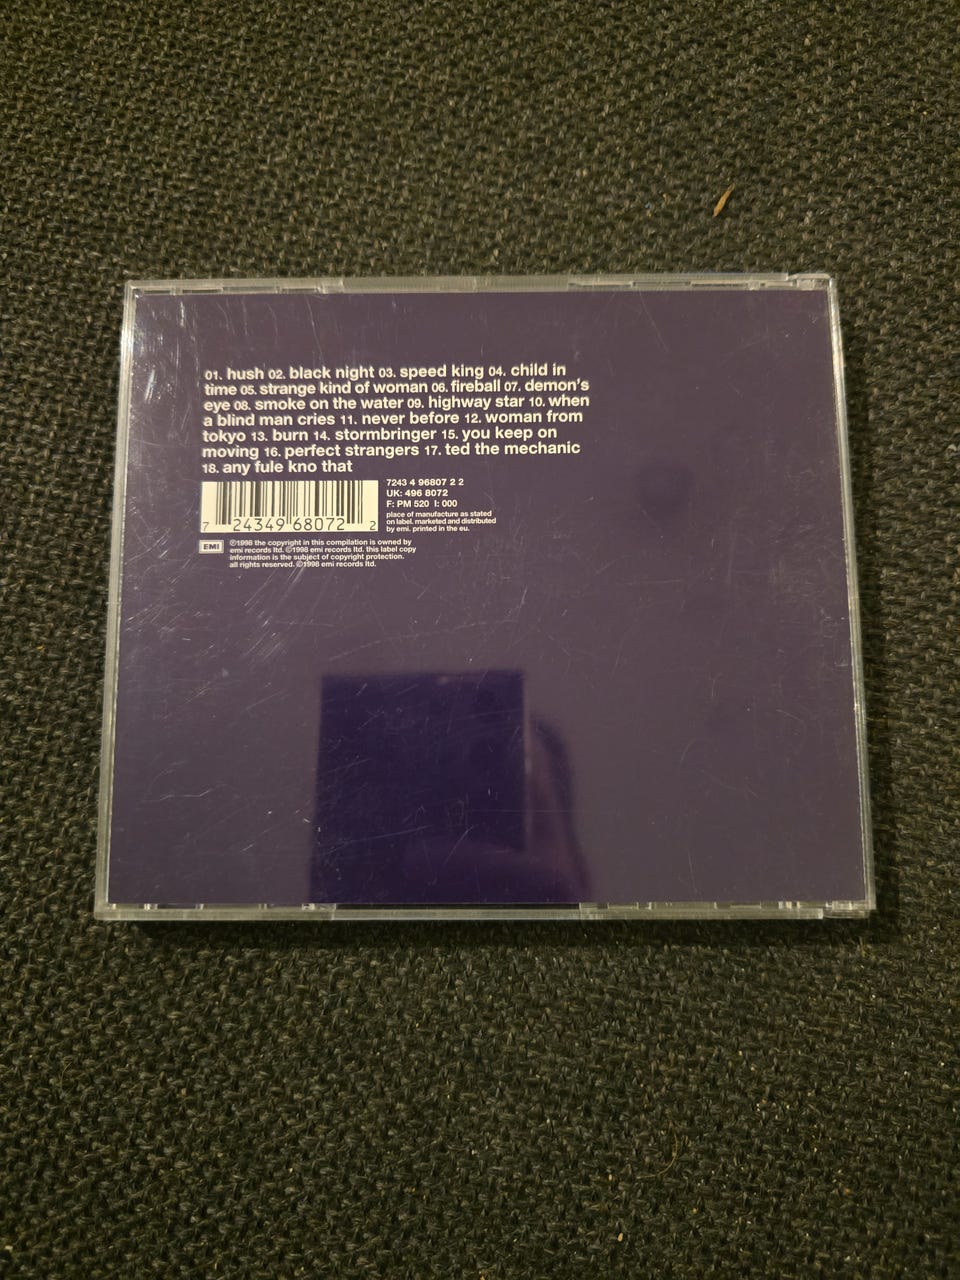 01. hush 02. black night 03. speed king 04. child in
time 05. strange kind of woman 06. fireball 07. demon's
eye 08. smoke on the water 09. highway star 10. when
a blind man cries 11. never before 12. woman from
tokyo 13. burn 14. stormbringer 15. you keep on
moving 16. perfect strangers 17. ted the mechanic
18. any fule kno that
7243 4 96807 2 2
UK: 496 8072
F: PM 520 I: 000
place of manufacture as stated
on label. marketed and distributed
by emi. printed in the eu.
7 24349 68072 2
EMI
℗1998 the copyright in this compilation is owned by
emi records ltd. ©1998 emi records ltd. this label copy
information is the subject of copyright protection.
all rights reserved. ©1998 emi records ltd.